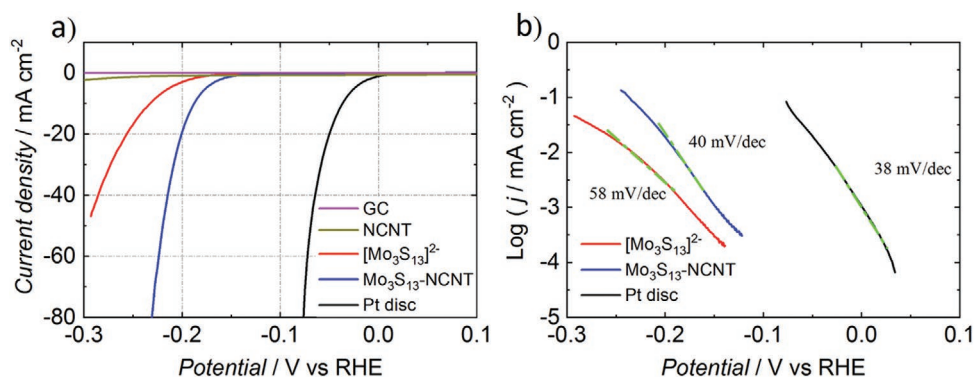 a)
Current density / mA cm⁻²
0
-20
-40
-60
-80
GC
NCNT
[Mo₃S₁₃]²⁻
Mo₃S₁₃-NCNT
Pt disc
-0.3 -0.2 -0.1 0.0 0.1
Potential / V vs RHE
b)
Log (j / mA cm⁻²)
0
-1
-2
-3
-4
-5
40 mV/dec
38 mV/dec
58 mV/dec
[Mo₃S₁₃]²⁻
Mo₃S₁₃-NCNT
Pt disc
-0.3 -0.2 -0.1 0.0 0.1
Potential / V vs RHE